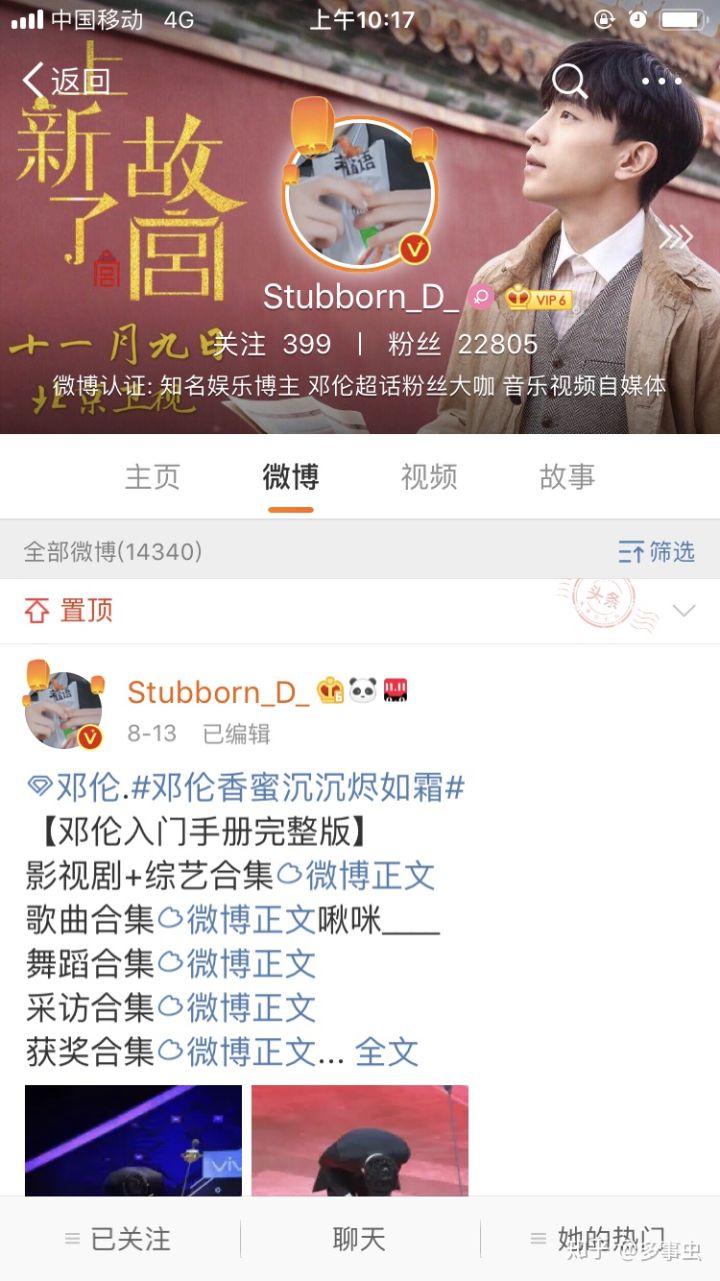 中国移动 4G 上午10:17
返回
上新了
故宫
宫
十一月九日
北京卫视
Stubborn_D_ VIP 6
关注 399 | 粉丝 22805
微博认证: 知名娱乐博主 邓伦超话粉丝大咖 音乐视频自媒体
主页 微博 视频 故事
全部微博(14340) 筛选
置顶
头条
Stubborn_D_
8-13 已编辑
邓伦.#邓伦香蜜沉沉烬如霜#
【邓伦入门手册完整版】
影视剧+综艺合集微博正文
歌曲合集微博正文啾咪____
舞蹈合集微博正文
采访合集微博正文
获奖合集微博正文... 全文
已关注 聊天 她的热门
知乎 @多事虫